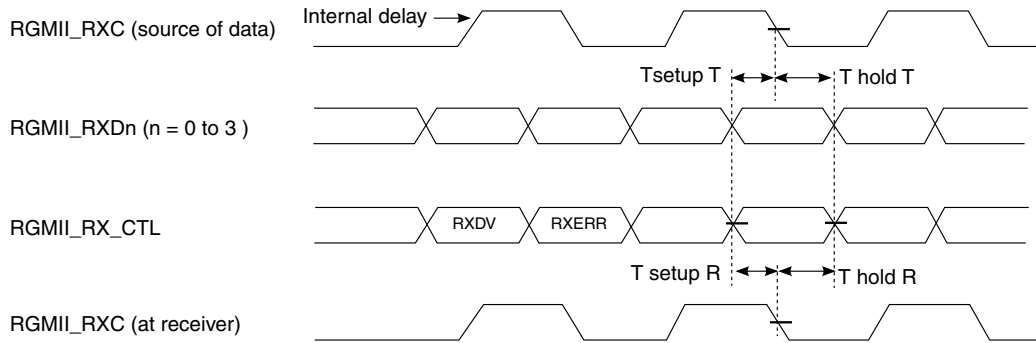 Internal delay
RGMII_RXC (source of data)
Tsetup T
T hold T
RGMII_RXDn (n = 0 to 3 )
RGMII_RX_CTL
RXDV
RXERR
T setup R
T hold R
RGMII_RXC (at receiver)